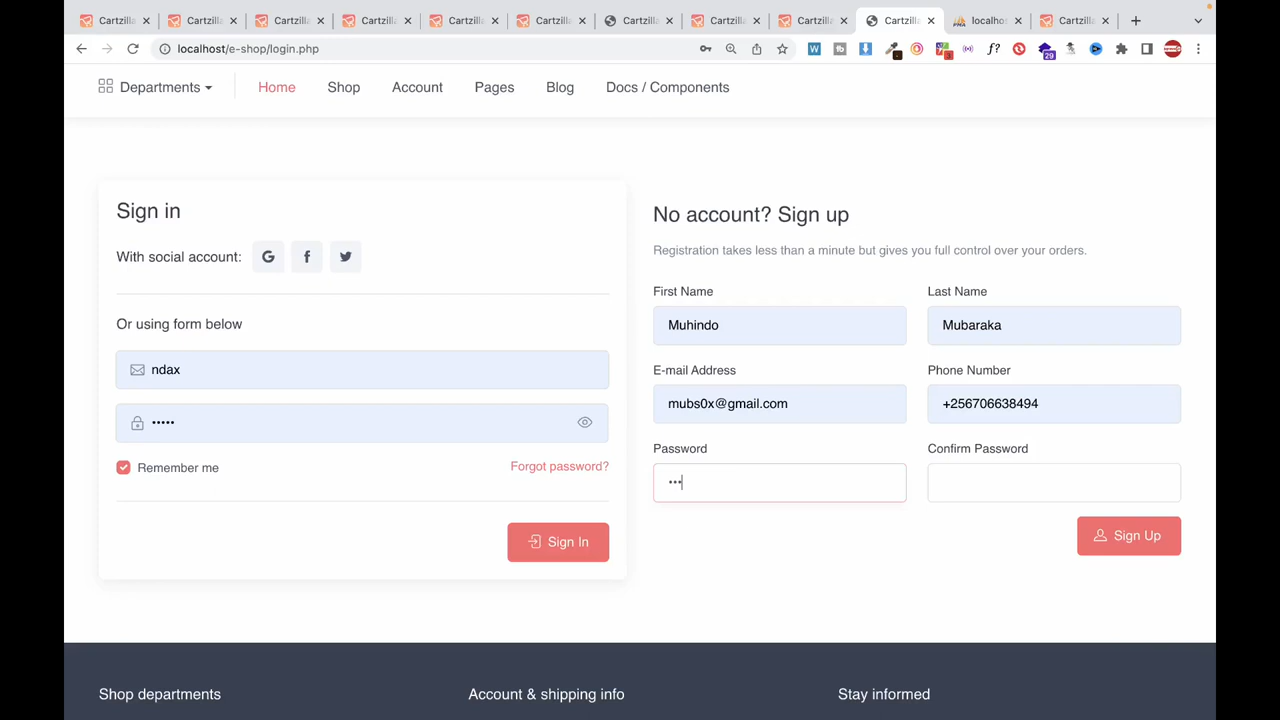 Cartzilla Cartzilla Cartzilla Cartzilla Cartzilla Cartzilla Cartzilla Cartzilla Cartzilla Cartzilla localhos Cartzilla
localhost/e-shop/login.php
Departments Home Shop Account Pages Blog Docs / Components
Sign in
With social account:
Or using form below
ndax
•••••
Remember me Forgot password?
Sign In
No account? Sign up
Registration takes less than a minute but gives you full control over your orders.
First Name Last Name
Muhindo Mubaraka
E-mail Address Phone Number
mubs0x@gmail.com +256706638494
Password Confirm Password
•••
Sign Up
Shop departments Account & shipping info Stay informed